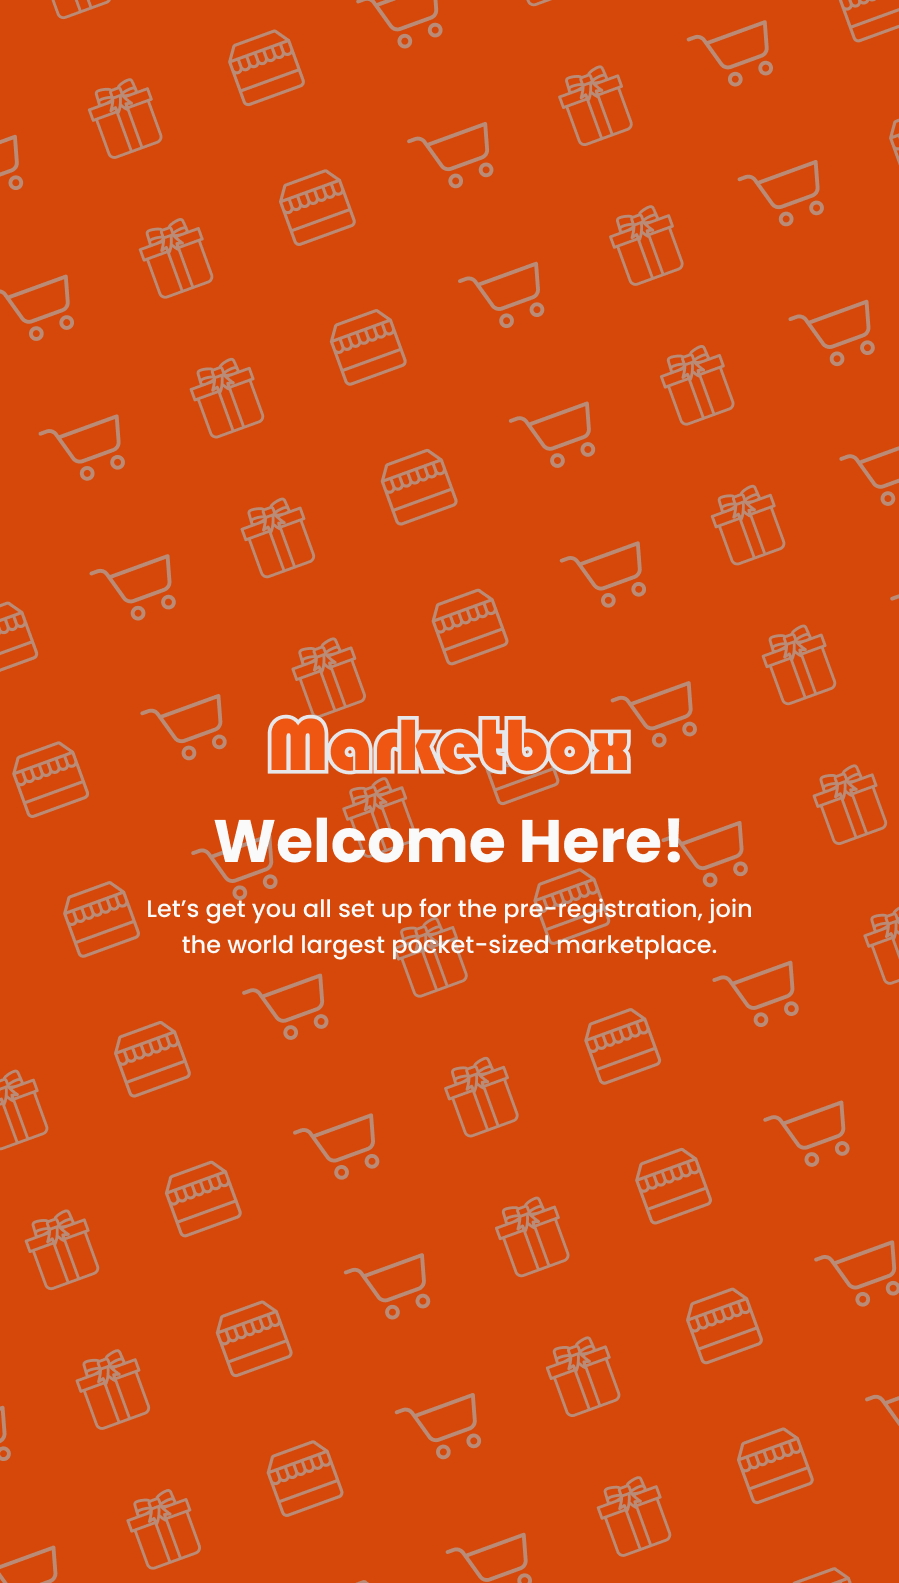 Marketbox
Welcome Here!
Let’s get you all set up for the pre-registration, join
the world largest pocket-sized marketplace.